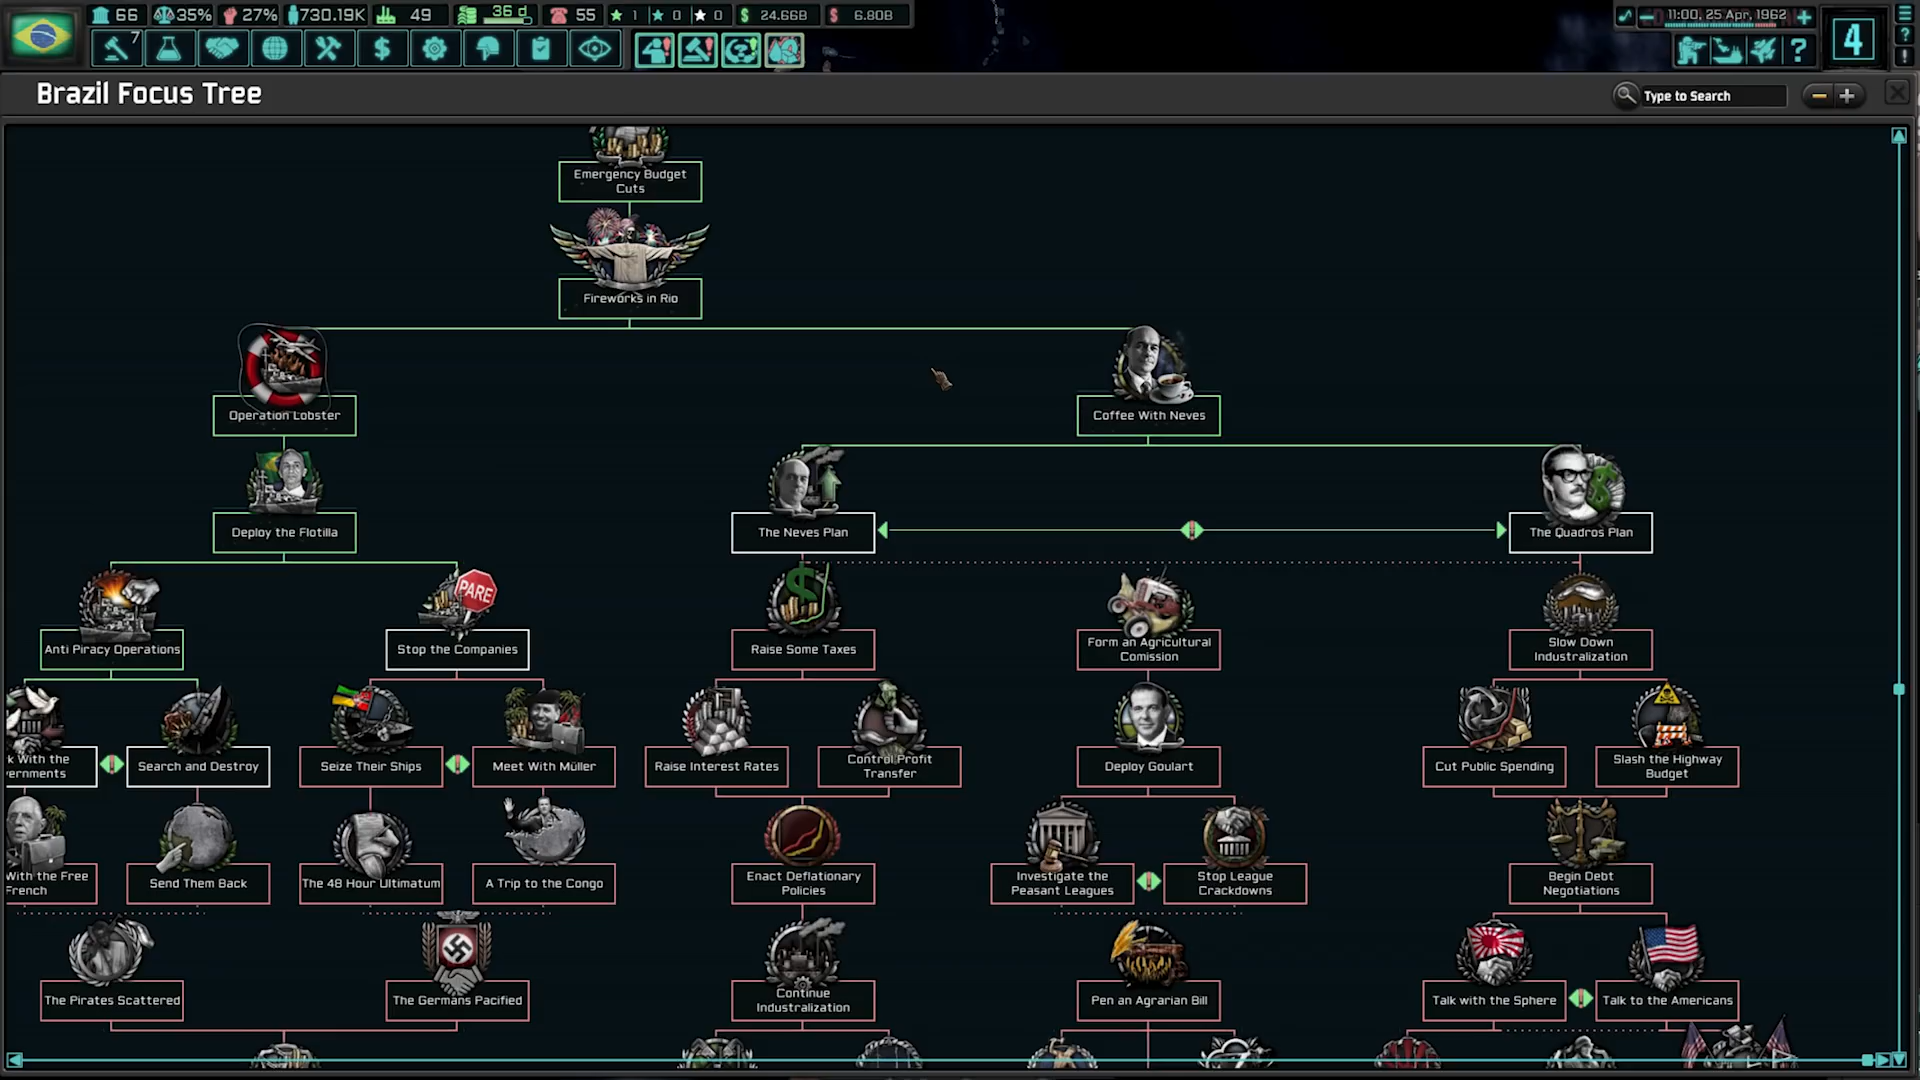 66
35%
27%
730.19K
49
36 d
55
1
0
0
24.66B
6.80B
11:00, 25 Apr, 1962
7
4
Brazil Focus Tree
Type to Search
Emergency Budget
Cuts
Fireworks in Rio
Operation Lobster
Coffee With Neves
Deploy the Flotilla
The Neves Plan
The Quadros Plan
PARE
Anti Piracy Operations
Stop the Companies
Raise Some Taxes
Form an Agricultural
Comission
Slow Down
Industralization
k With the
vernments
Search and Destroy
Seize Their Ships
Meet With Müller
Raise Interest Rates
Control Profit
Transfer
Deploy Goulart
Cut Public Spending
Slash the Highway
Budget
With the Free
French
Send Them Back
The 48 Hour Ultimatum
A Trip to the Congo
Enact Deflationary
Policies
Investigate the
Peasant Leagues
Stop League
Crackdowns
Begin Debt
Negotiations
The Pirates Scattered
The Germans Pacified
Continue
Industralization
Pen an Agrarian Bill
Talk with the Sphere
Talk to the Americans